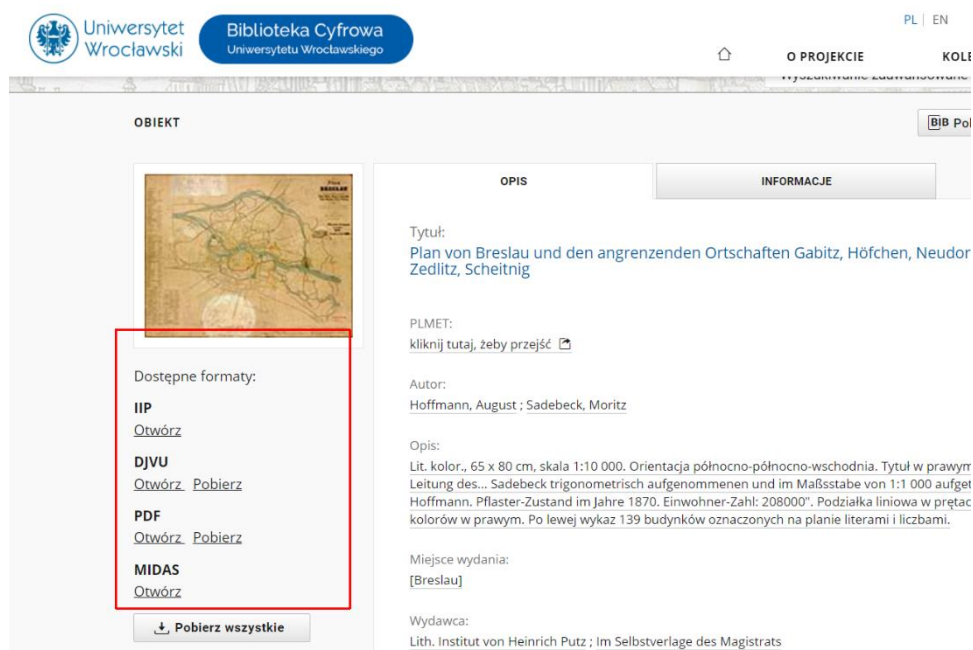 Uniwersytet
Wrocławski
Biblioteka Cyfrowa
Uniwersytetu Wrocławskiego
PL | EN
O PROJEKCIE
OBIEKT
BIB
OPIS
INFORMACJE
Tytuł:
Plan von Breslau und den angrenzenden Ortschaften Gabitz, Höfchen,
Zedlitz, Scheitnig
PLMET:
kliknij tutaj, żeby przejść
Autor:
Hoffmann, August ; Sadebeck, Moritz
Opis:
Lit. kolor., 65 x 80 cm, skala 1:10 000. Orientacja północno-północno-wschodnia. Tytuł w prawym
Leitung des... Sadebeck trigonometrisch aufgenommenen und im Maßsstabe von 1:1 000
Hoffmann. Pflaster-Zustand im Jahre 1870. Einwohner-Zahl: 208000". Podziałka liniowa w
kolorów w prawym. Po lewej wykaz 139 budynków oznaczonych na planie literami i liczbami.
Miejsce wydania:
[Breslau]
Wydawca:
Lith. Institut von Heinrich Putz ; Im Selbstverlage des Magistrats
Dostępne formaty:
IIP
Otwórz
DJVU
Otwórz Pobierz
PDF
Otwórz Pobierz
MIDAS
Otwórz
Pobierz wszystkie